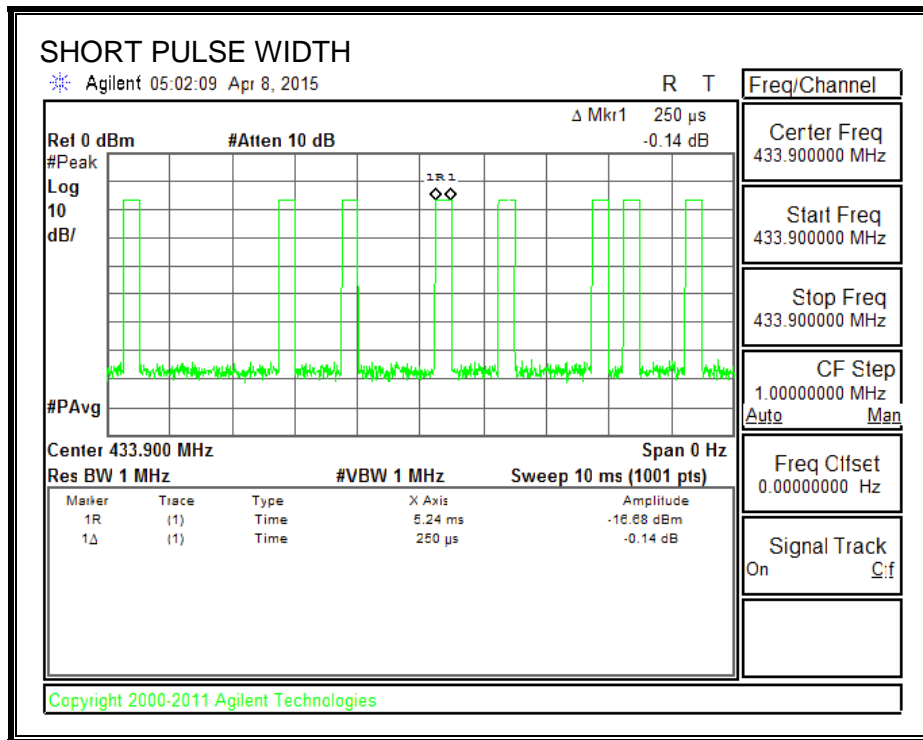 SHORT PULSE WIDTH
Agilent 05:02:09 Apr 8, 2015 R T
Freq/Channel
Δ Mkr1 250 µs
Ref 0 dBm #Atten 10 dB -0.14 dB
#Peak
Log
10
dB/
1R 1
#PAvg
Center 433.900 MHz Span 0 Hz
Res BW 1 MHz #VBW 1 MHz Sweep 10 ms (1001 pts)
Marker Trace Type X Axis Amplitude
1R (1) Time 5.24 ms -16.68 dBm
1Δ (1) Time 250 µs -0.14 dB
Center Freq
433.900000 MHz
Start Freq
433.900000 MHz
Stop Freq
433.900000 MHz
CF Step
1.00000000 MHz
Auto Man
Freq Offset
0.00000000 Hz
Signal Track
On Off
Copyright 2000-2011 Agilent Technologies